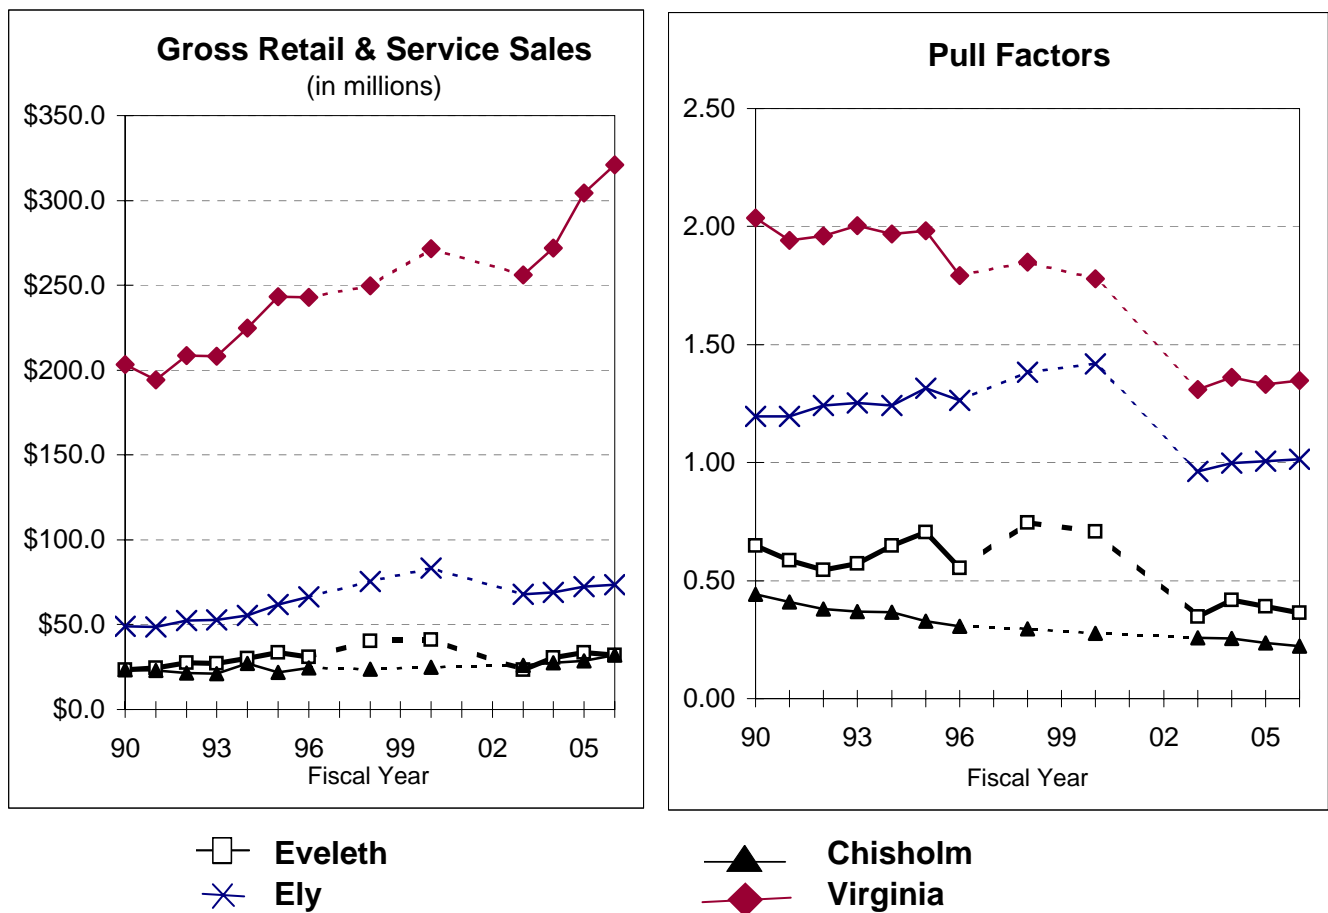 Gross Retail & Service Sales
(in millions)
$350.0
$300.0
$250.0
$200.0
$150.0
$100.0
$50.0
$0.0
90 93 96 99 02 05
Fiscal Year
Pull Factors
2.50
2.00
1.50
1.00
0.50
0.00
90 93 96 99 02 05
Fiscal Year
Eveleth
Chisholm
Ely
Virginia